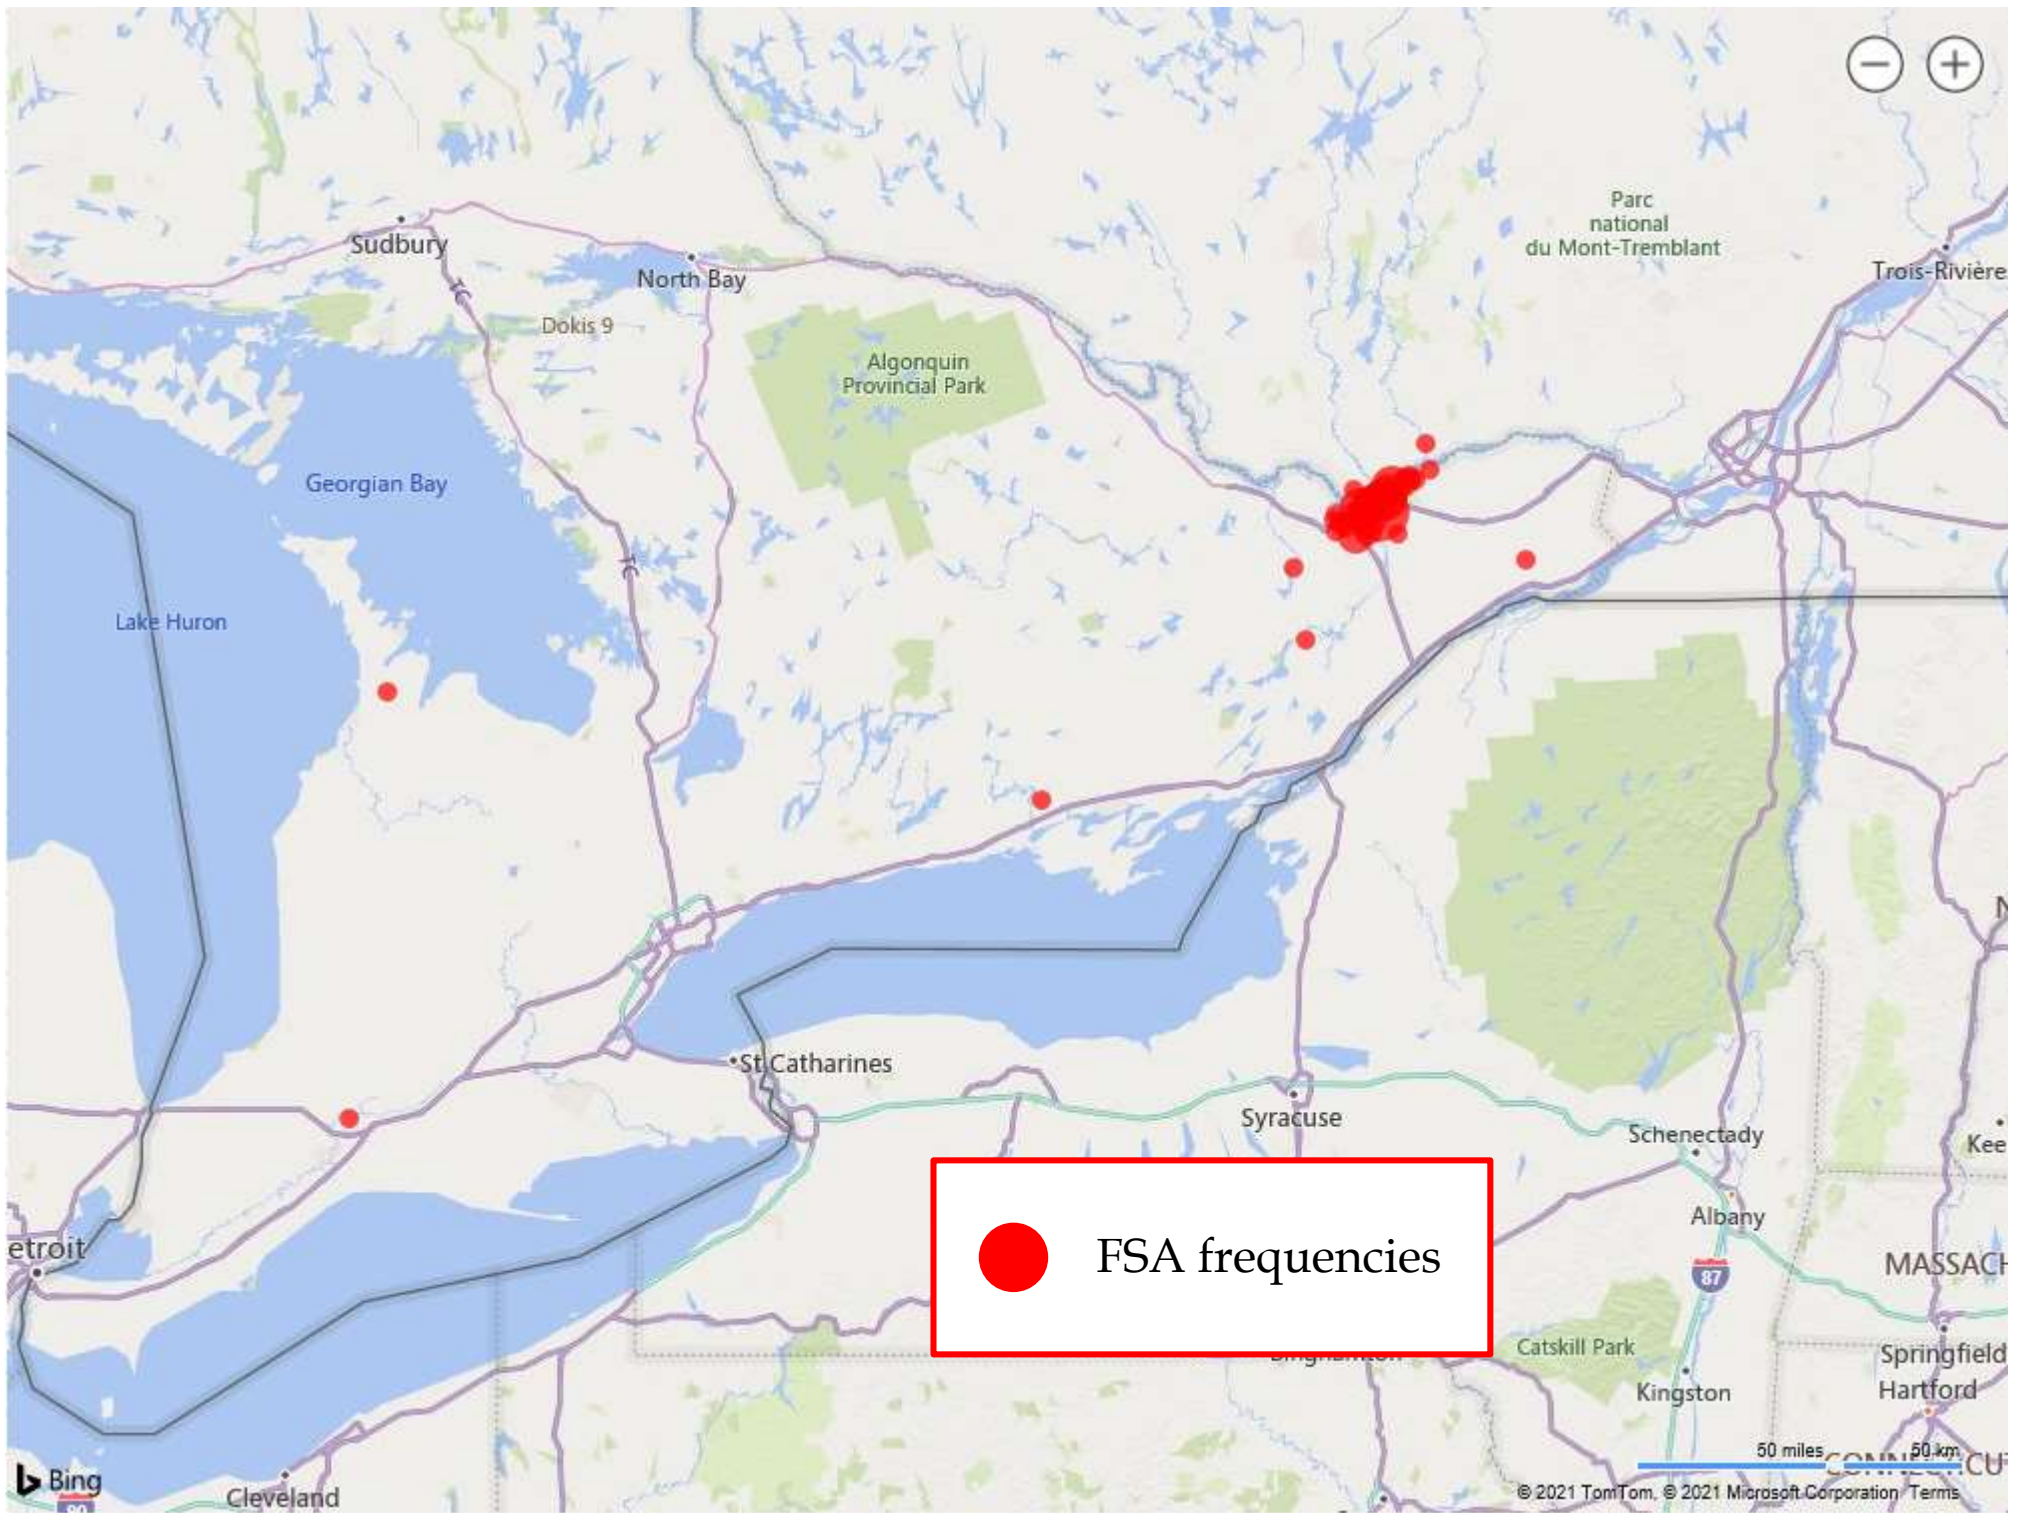 Parc
national
du Mont-Tremblant
Sudbury
North Bay
Trois-Rivière
TC
Dokis 9
Algonquin
Provincial Park
Georgian Bay
TC
Lake Huron
St Catharines
Syracuse
Schenectady
Kee
Albany
etroit
FSA frequencies
87
MASSACH
Catskill Park
Springfield
Kingston
Hartford
50 miles
50 km
Bing
Cleveland
© 2021 TomTom, © 2021 Microsoft Corporation Terms